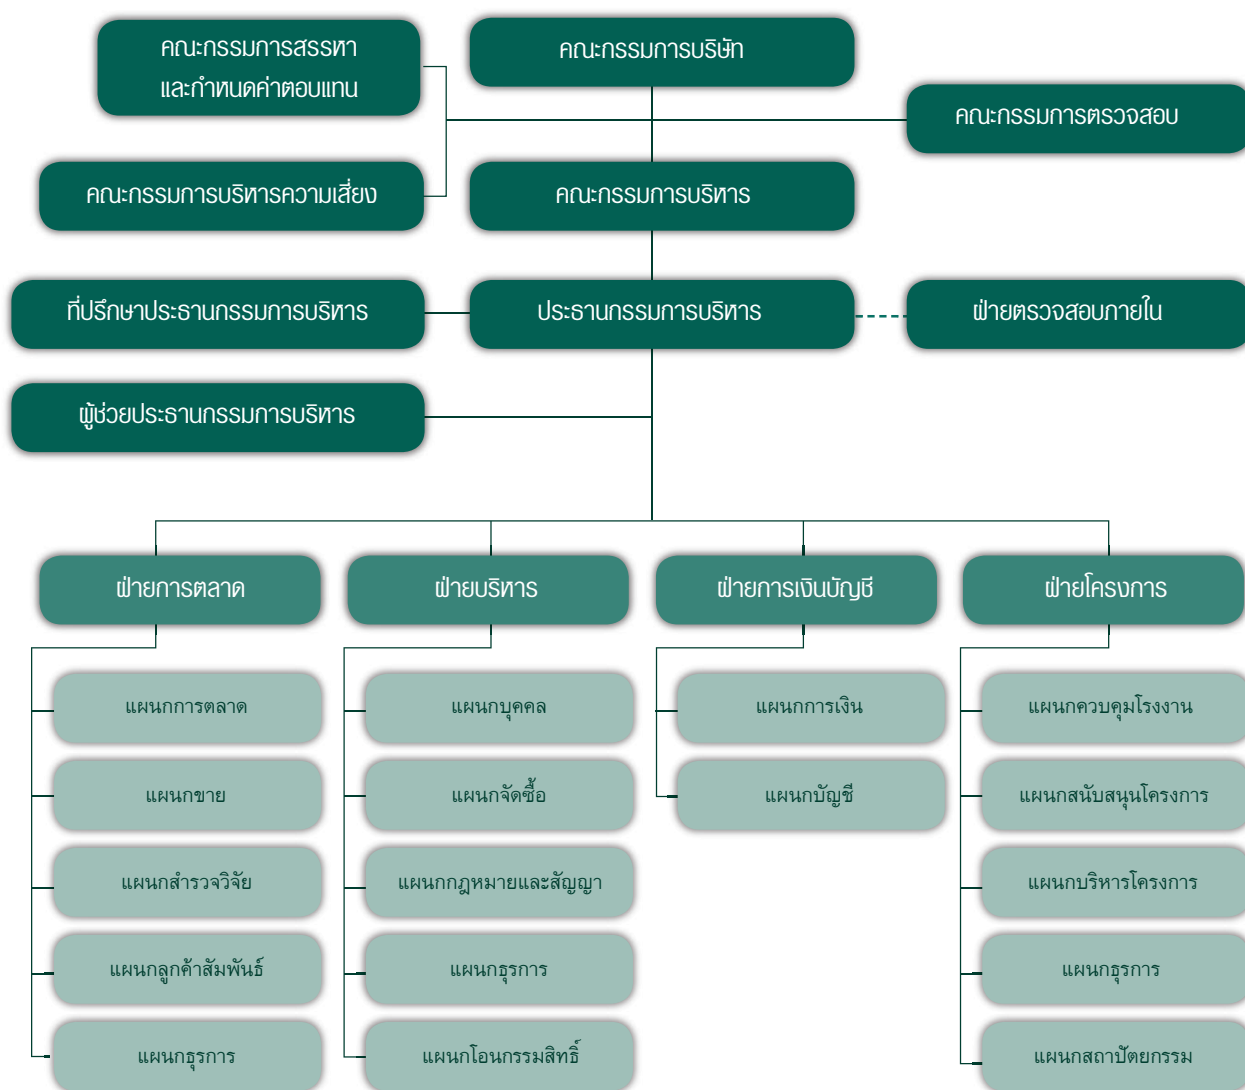 คณะกรรมการสรรหา
และกำหนดค่าตอบแทน
คณะกรรมการบริษัท
คณะกรรมการตรวจสอบ
คณะกรรมการบริหารความเสี่ยง
คณะกรรมการบริหาร
ที่ปรึกษาประธานกรรมการบริหาร
ประธานกรรมการบริหาร
ฝ่ายตรวจสอบภายใน
ผู้ช่วยประธานกรรมการบริหาร
ฝ่ายการตลาด
ฝ่ายบริหาร
ฝ่ายการเงินบัญชี
ฝ่ายโครงการ
แผนกการตลาด
แผนกบุคคล
แผนกการเงิน
แผนกควบคุมโรงงาน
แผนกขาย
แผนกจัดซื้อ
แผนกบัญชี
แผนกสนับสนุนโครงการ
แผนกสำรวจวิจัย
แผนกกฎหมายและสัญญา
แผนกบริหารโครงการ
แผนกลูกค้าสัมพันธ์
แผนกธุรการ
แผนกธุรการ
แผนกธุรการ
แผนกโอนกรรมสิทธิ์
แผนกสถาปัตยกรรม